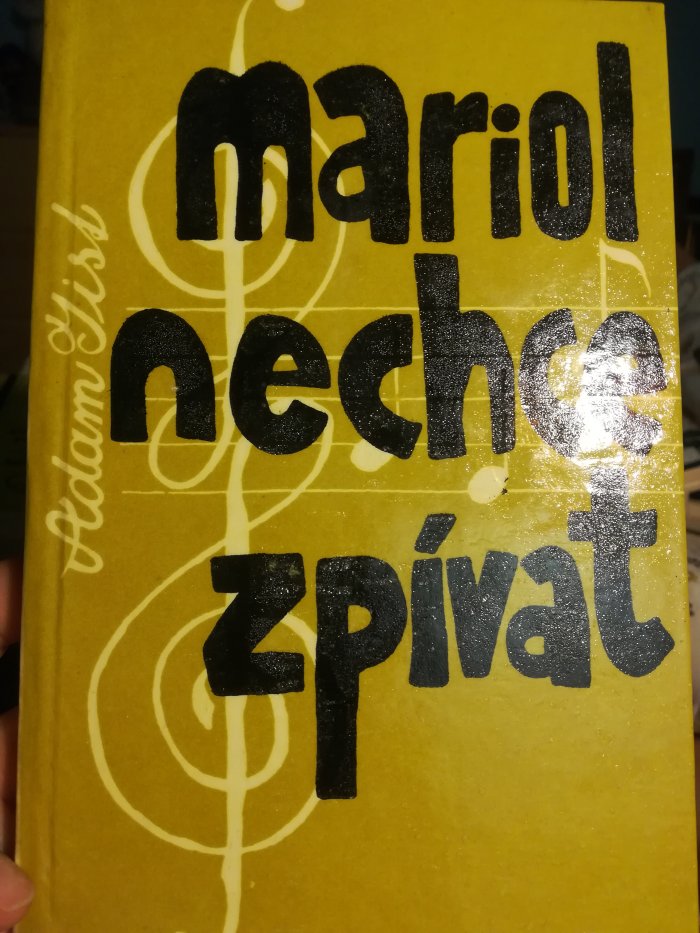 Adam Jist
mariol
nechce
zpívat